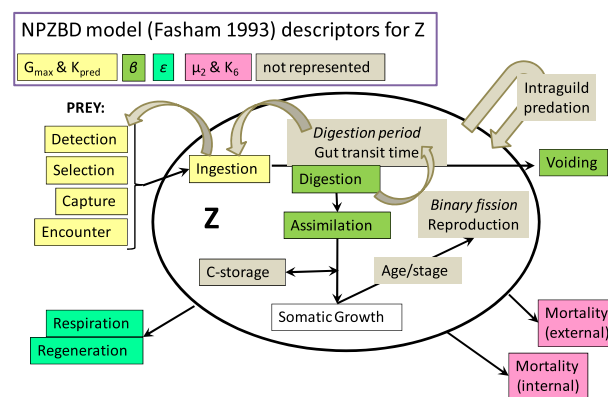 NPZBD model (Fasham 1993) descriptors for Z
Gmax & Kpred
β
ε
μ2 & K6
not represented
PREY:
Detection
Selection
Capture
Encounter
Ingestion
Digestion period
Gut transit time
Digestion
Assimilation
Z
C-storage
Somatic Growth
Age/stage
Binary fission
Reproduction
Intraguild
predation
Voiding
Respiration
Regeneration
Mortality
(external)
Mortality
(internal)